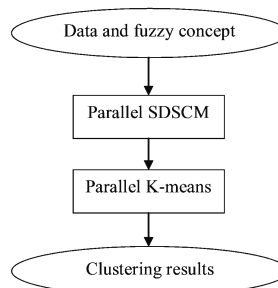 Data and fuzzy concept
Parallel SDSCM
Parallel K-means
Clustering results